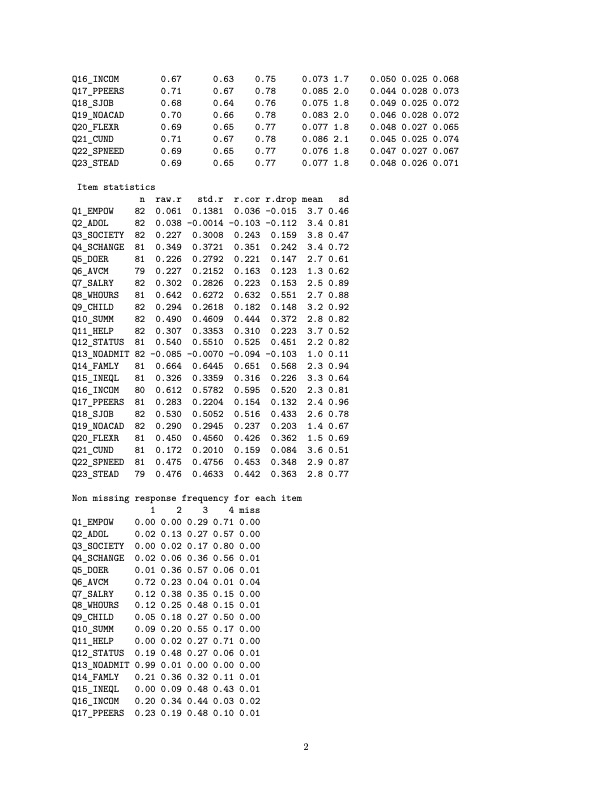 Q16_INCOM 0.67 0.63 0.75 0.073 1.7 0.050 0.025 0.068
Q17_PPEERS 0.71 0.67 0.78 0.085 2.0 0.044 0.028 0.073
Q18_SJOB 0.68 0.64 0.76 0.075 1.8 0.049 0.025 0.072
Q19_NOACAD 0.70 0.66 0.78 0.083 2.0 0.046 0.028 0.072
Q20_FLEXR 0.69 0.65 0.77 0.077 1.8 0.048 0.027 0.065
Q21_CUND 0.71 0.67 0.78 0.086 2.1 0.045 0.025 0.074
Q22_SPNEED 0.69 0.65 0.77 0.076 1.8 0.047 0.027 0.067
Q23_STEAD 0.69 0.65 0.77 0.077 1.8 0.048 0.026 0.071
Item statistics
n raw.r std.r r.cor r.drop mean sd
Q1_EMPOW 82 0.061 0.1381 0.036 -0.015 3.7 0.46
Q2_ADOL 82 0.038 -0.0014 -0.103 -0.112 3.4 0.81
Q3_SOCIETY 82 0.227 0.3008 0.243 0.159 3.8 0.47
Q4_SCHANGE 81 0.349 0.3721 0.351 0.242 3.4 0.72
Q5_DOER 81 0.226 0.2792 0.221 0.147 2.7 0.61
Q6_AVCM 79 0.227 0.2152 0.163 0.123 1.3 0.62
Q7_SALRY 82 0.302 0.2826 0.223 0.153 2.5 0.89
Q8_WHOURS 81 0.642 0.6272 0.632 0.551 2.7 0.88
Q9_CHILD 82 0.294 0.2618 0.182 0.148 3.2 0.92
Q10_SUMM 82 0.490 0.4609 0.444 0.372 2.8 0.82
Q11_HELP 82 0.307 0.3353 0.310 0.223 3.7 0.52
Q12_STATUS 81 0.540 0.5510 0.525 0.451 2.2 0.82
Q13_NOADMIT 82 -0.085 -0.0070 -0.094 -0.103 1.0 0.11
Q14_FAMLY 81 0.664 0.6445 0.651 0.568 2.3 0.94
Q15_INEQL 81 0.326 0.3359 0.316 0.226 3.3 0.64
Q16_INCOM 80 0.612 0.5782 0.595 0.520 2.3 0.81
Q17_PPEERS 81 0.283 0.2204 0.154 0.132 2.4 0.96
Q18_SJOB 82 0.530 0.5052 0.516 0.433 2.6 0.78
Q19_NOACAD 82 0.290 0.2945 0.237 0.203 1.4 0.67
Q20_FLEXR 81 0.450 0.4560 0.426 0.362 1.5 0.69
Q21_CUND 81 0.172 0.2010 0.159 0.084 3.6 0.51
Q22_SPNEED 81 0.475 0.4756 0.453 0.348 2.9 0.87
Q23_STEAD 79 0.476 0.4633 0.442 0.363 2.8 0.77
Non missing response frequency for each item
1 2 3 4 miss
Q1_EMPOW 0.00 0.00 0.29 0.71 0.00
Q2_ADOL 0.02 0.13 0.27 0.57 0.00
Q3_SOCIETY 0.00 0.02 0.17 0.80 0.00
Q4_SCHANGE 0.02 0.06 0.36 0.56 0.01
Q5_DOER 0.01 0.36 0.57 0.06 0.01
Q6_AVCM 0.72 0.23 0.04 0.01 0.04
Q7_SALRY 0.12 0.38 0.35 0.15 0.00
Q8_WHOURS 0.12 0.25 0.48 0.15 0.01
Q9_CHILD 0.05 0.18 0.27 0.50 0.00
Q10_SUMM 0.09 0.20 0.55 0.17 0.00
Q11_HELP 0.00 0.02 0.27 0.71 0.00
Q12_STATUS 0.19 0.48 0.27 0.06 0.01
Q13_NOADMIT 0.99 0.01 0.00 0.00 0.00
Q14_FAMLY 0.21 0.36 0.32 0.11 0.01
Q15_INEQL 0.00 0.09 0.48 0.43 0.01
Q16_INCOM 0.20 0.34 0.44 0.03 0.02
Q17_PPEERS 0.23 0.19 0.48 0.10 0.01
2